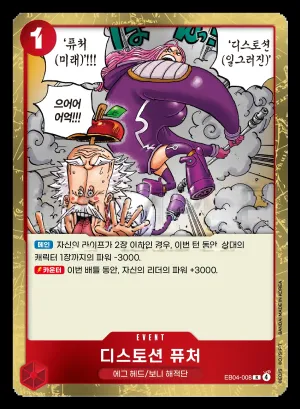 1
'퓨처
(미래)'!!!
'디스토션
(일그러짐)'
으어어
어억!!!
메인 자신의 라이프가 2장 이하인 경우, 이번 턴 동안, 상대의
캐릭터 1장까지의 파워 -3000.
카운터 이번 배틀 동안, 자신의 리더의 파워 +3000.
EVENT
디스토션 퓨처
에그 헤드/보니 해적단
EB04-008 R